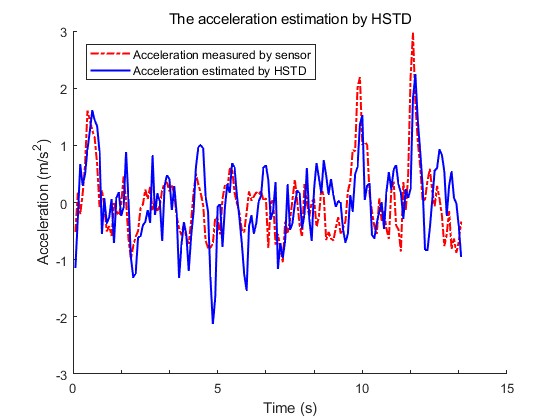 The acceleration estimation by HSTD
Acceleration measured by sensor
Acceleration estimated by HSTD
Acceleration (m/s²)
3
2
1
0
-1
-2
-3
0
5
10
15
Time (s)